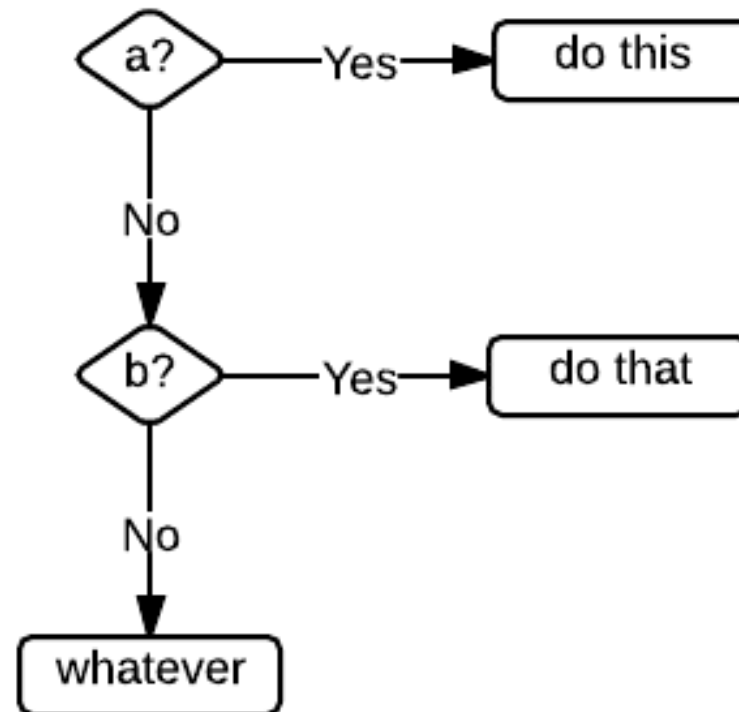 a?
Yes
do this
No
b?
Yes
do that
No
whatever